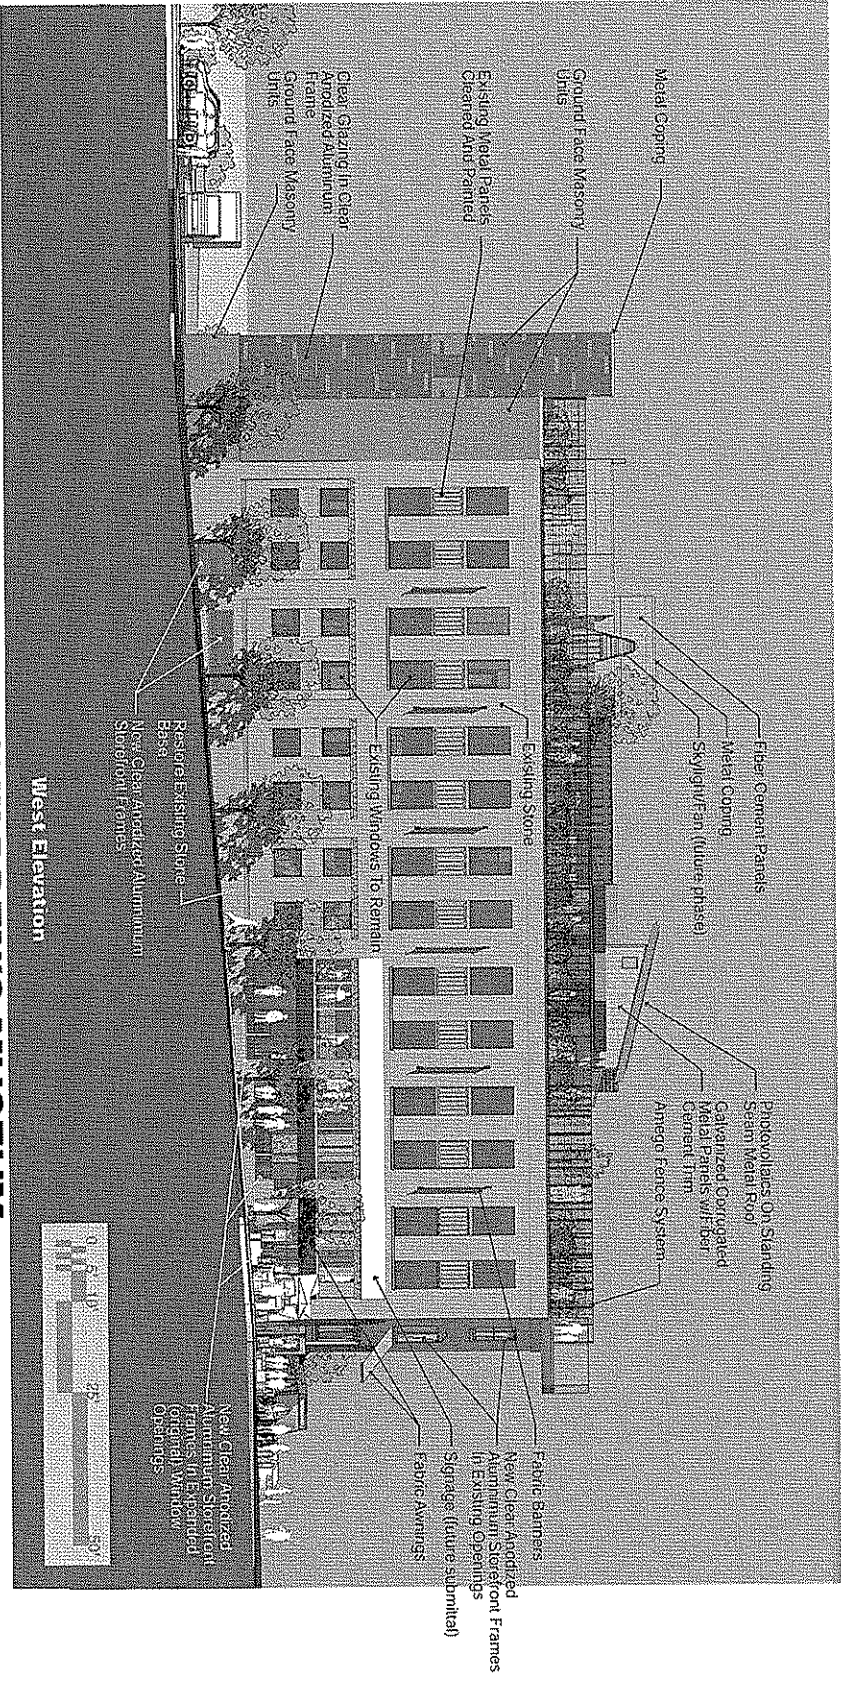 Metal Coping
Ground Face Masonry
Units
Existing Metal Panels
Cleaned And Painted
Clear Glazing In Clear
Anodized Aluminum
Frame
Ground Face Masonry
Units
Fiber Cement Panels
Metal Coping
Skylight/Fan (future phase)
Existing Stone
Existing Windows To Remain
Restore Existing Stone
Base
New Clear Anodized Aluminum
Storefront Frames
Photovoltaics On Standing
Seam Metal Roof
Galvanized Corrugated
Metal Panels w/Fiber
Cement Trim
Fence System
Fabric Banners
New Clear Anodized
Aluminum Storefront Frames
In Existing Openings
Signage (future submittal)
Fabric Awnings
New Clear Anodized
Aluminum Storefront
Frames In Expanded
Window
Openings
West Elevation
0 5' 10' 25' 50'